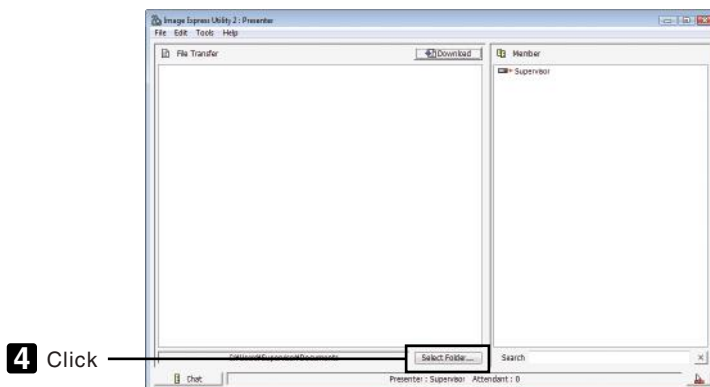 Image Express Utility 2 : Presenter
File Edit Tools Help
File Transfer
Download
Member
Supervisor
4 Click
Select Folder...
Search
Chat
Presenter : Supervisor Attendant : 0